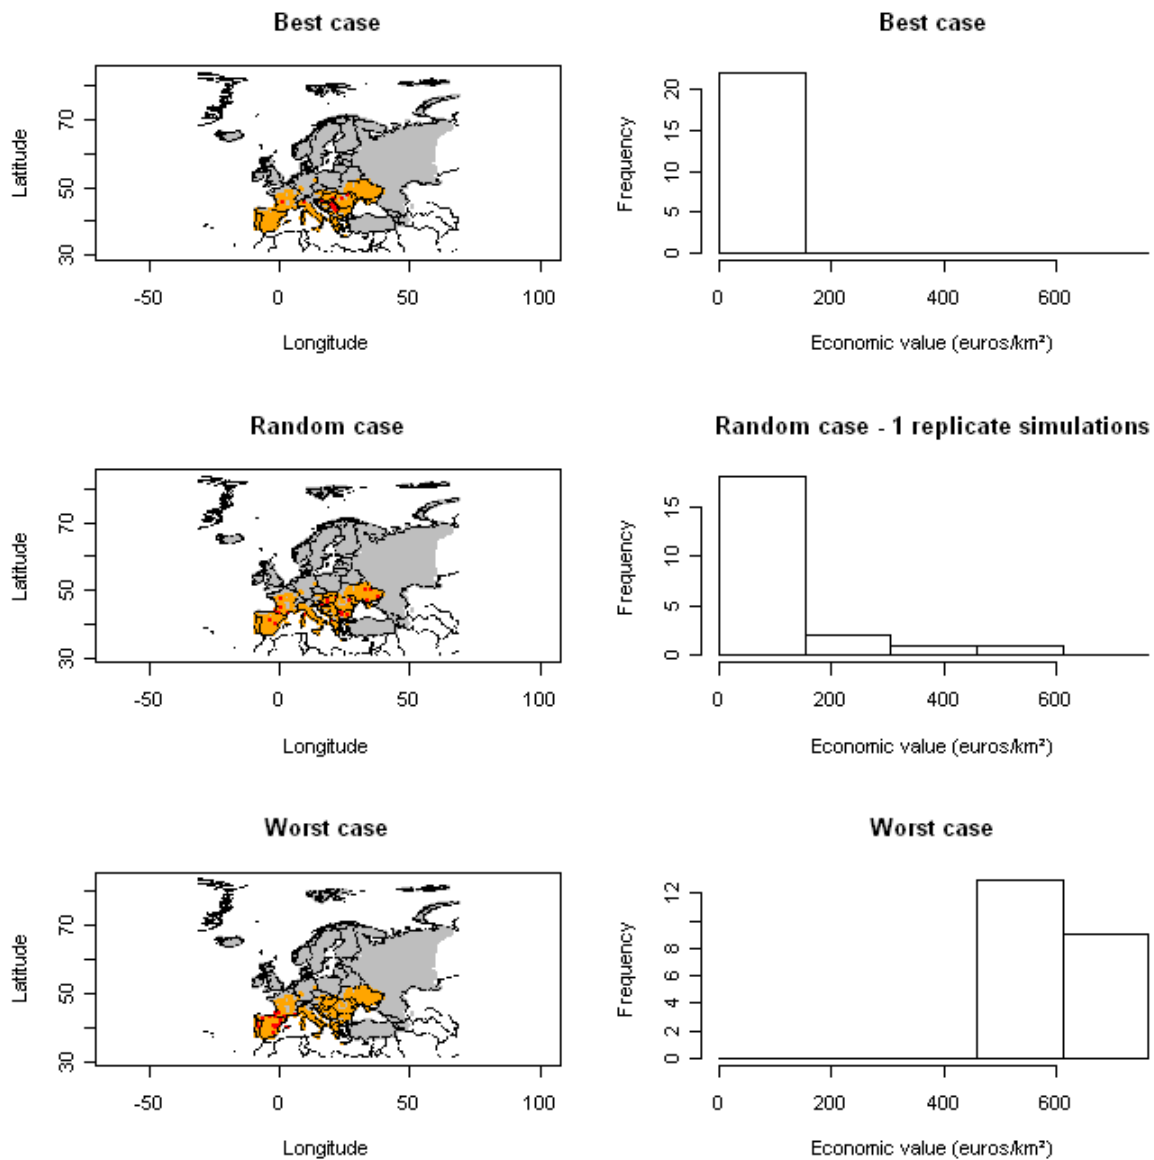 Best case
Latitude
30
50
70
-50
0
50
100
Longitude
Best case
Frequency
0
5
10
15
20
0
200
400
600
Economic value (euros/km²)
Random case
Latitude
30
50
70
-50
0
50
100
Longitude
Random case - 1 replicate simulations
Frequency
0
5
10
15
0
200
400
600
Economic value (euros/km²)
Worst case
Latitude
30
50
70
-50
0
50
100
Longitude
Worst case
Frequency
0
2
4
6
8
12
0
200
400
600
Economic value (euros/km²)